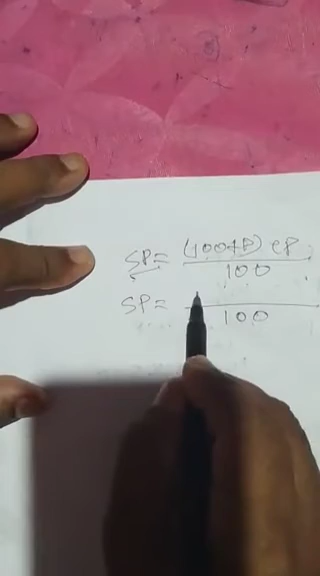 SP = (100+P) CP
100
SP =
100